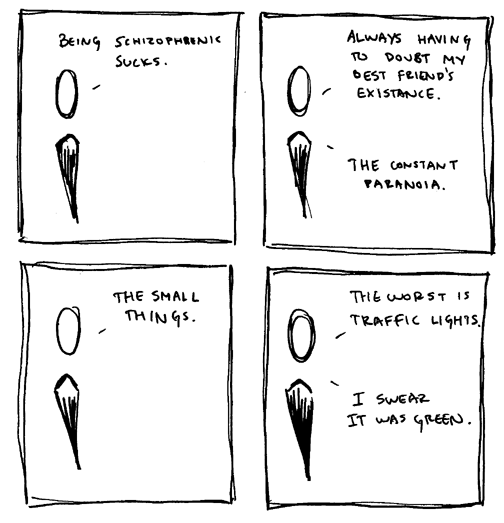 BEING SCHIZOPHRENIC
SUCKS.
ALWAYS HAVING
TO DOUBT MY
BEST FRIEND'S
EXISTANCE.
THE CONSTANT
PARANOIA.
THE SMALL
THINGS.
THE WORST IS
TRAFFIC LIGHTS.
I SWEAR
IT WAS GREEN.